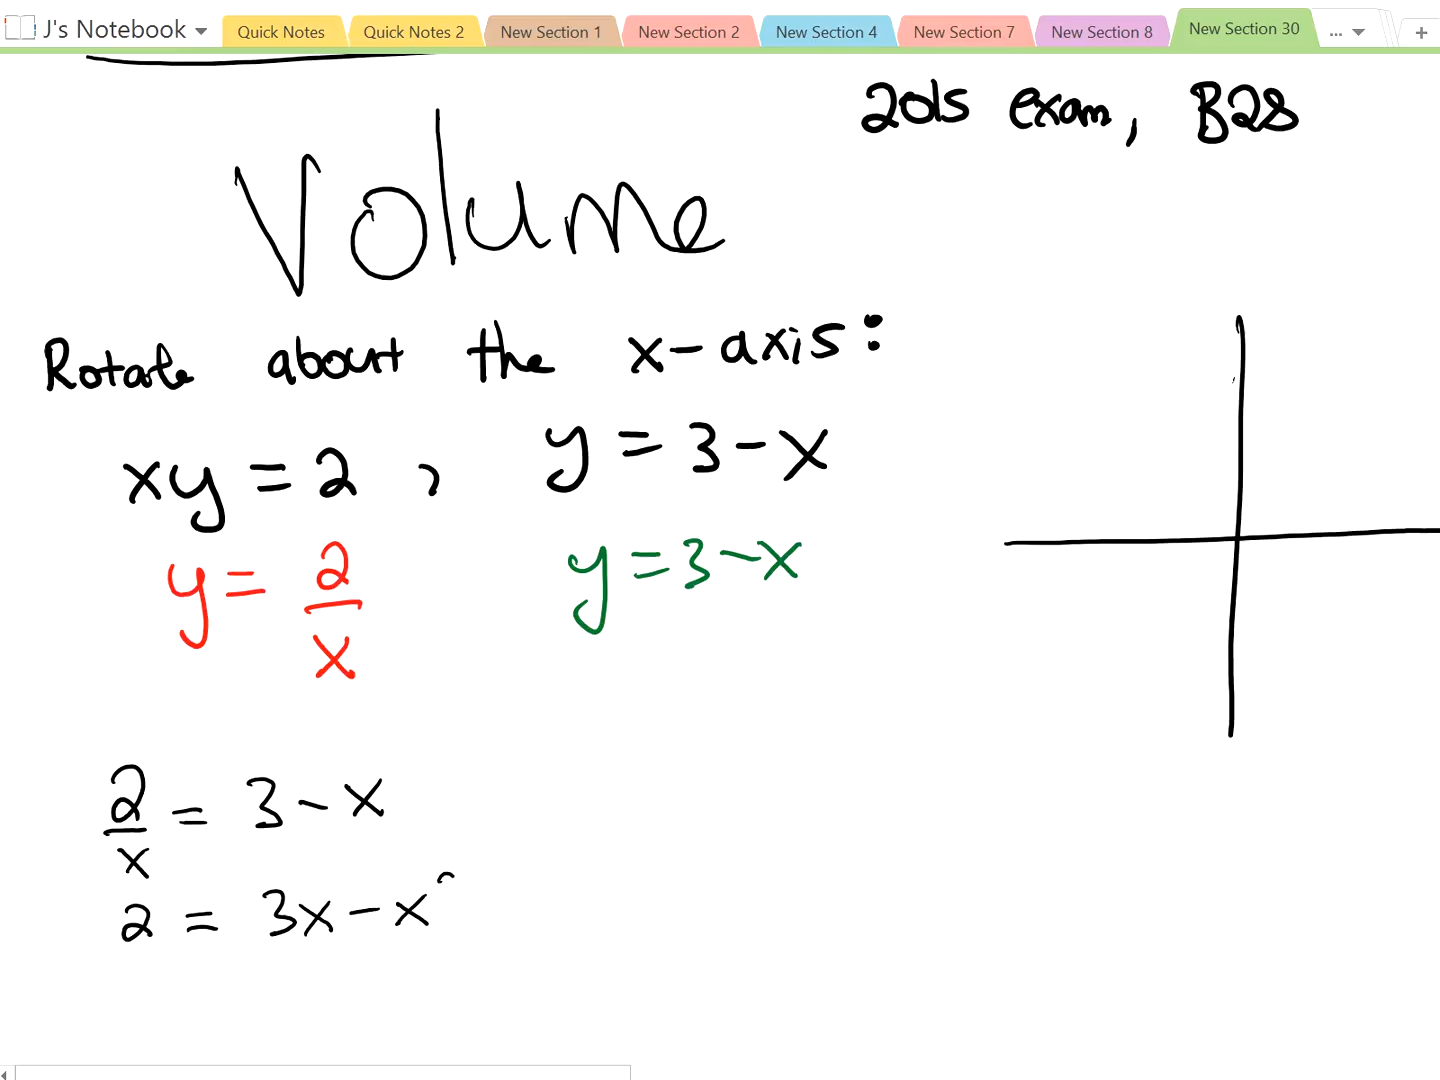 J's Notebook Quick Notes Quick Notes 2 New Section 1 New Section 2 New Section 4 New Section 7 New Section 8 New Section 30 ... +
2015 exam, B28
Volume
Rotate about the x-axis:
xy = 2 , y = 3 - x
y = 2/x y = 3 - x
2/x = 3 - x
2 = 3x - x